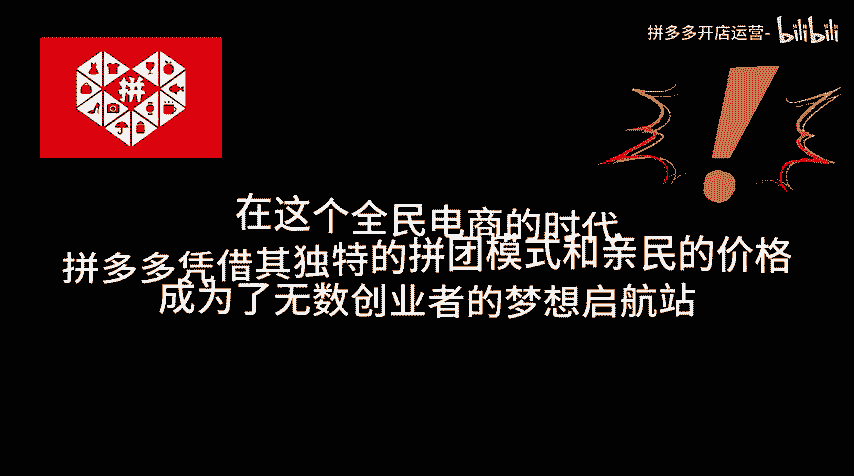 拼多多开店运营- bilibili
拼
在这个全民电商的时代,
拼多多凭借其独特的拼团模式和亲民的价格
成为了无数创业者的梦想启航站